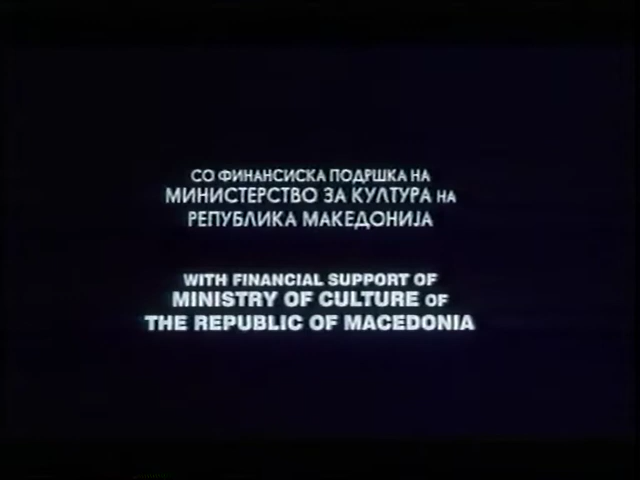 СО ФИНАНСИСКА ПОДРШКА НА
МИНИСТЕРСТВО ЗА КУЛТУРА НА
РЕПУБЛИКА МАКЕДОНИЈА
WITH FINANCIAL SUPPORT OF
MINISTRY OF CULTURE OF
THE REPUBLIC OF MACEDONIA